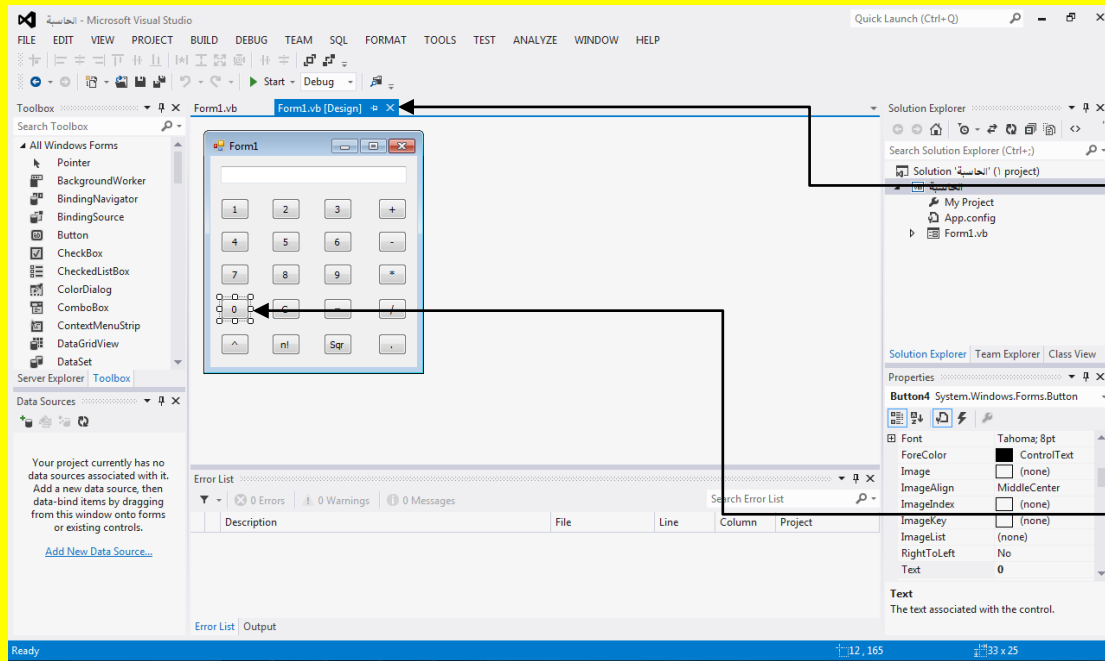 الحاسبة - Microsoft Visual Studio
Quick Launch (Ctrl+Q)
FILE EDIT VIEW PROJECT BUILD DEBUG TEAM SQL FORMAT TOOLS TEST ANALYZE WINDOW HELP
Start Debug
Toolbox
Search Toolbox
All Windows Forms
Pointer
BackgroundWorker
BindingNavigator
BindingSource
Button
CheckBox
CheckedListBox
ColorDialog
ComboBox
ContextMenuStrip
DataGridView
DataSet
Server Explorer Toolbox
Data Sources
Your project currently has no
data sources associated with it.
Add a new data source, then
data-bind items by dragging
from this window onto forms
or existing controls.
Add New Data Source...
Form1.vb Form1.vb [Design]
Form1
1 2 3 +
4 5 6 -
7 8 9 *
0 /
^ n! Sqr .
Error List
0 Errors 0 Warnings 0 Messages
Search Error List
Description File Line Column Project
Error List Output
Solution Explorer
Search Solution Explorer (Ctrl+;)
Solution 'الحاسبة' (١ project)
الحاسبة
My Project
App.config
Form1.vb
Solution Explorer Team Explorer Class View
Properties
Button4 System.Windows.Forms.Button
Font Tahoma; 8pt
ForeColor ControlText
Image (none)
ImageAlign MiddleCenter
ImageIndex (none)
ImageKey (none)
ImageList (none)
RightToLeft No
Text 0
Text
The text associated with the control.
Ready 12 , 165 33 x 25